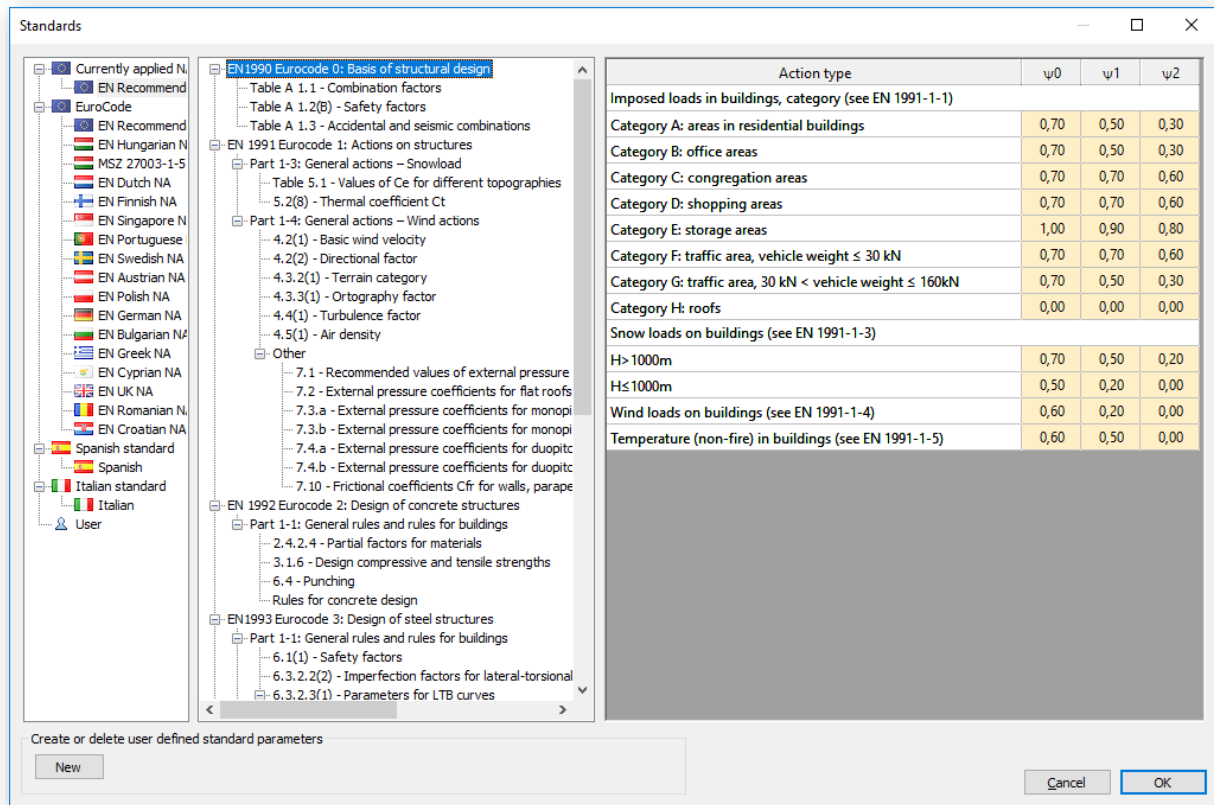 Standards
Currently applied N
EN Recommend
EuroCode
EN Recommend
EN Hungarian N
MSZ 27003-1-5
EN Dutch NA
EN Finnish NA
EN Singapore N
EN Portuguese
EN Swedish NA
EN Austrian NA
EN Polish NA
EN German NA
EN Bulgarian NA
EN Greek NA
EN Cyprian NA
EN UK NA
EN Romanian N
EN Croatian NA
Spanish standard
Spanish
Italian standard
Italian
User
EN1990 Eurocode 0: Basis of structural design
Table A 1.1 - Combination factors
Table A 1.2(B) - Safety factors
Table A 1.3 - Accidental and seismic combinations
EN 1991 Eurocode 1: Actions on structures
Part 1-3: General actions – Snowload
Table 5.1 - Values of Ce for different topographies
5.2(8) - Thermal coefficient Ct
Part 1-4: General actions – Wind actions
4.2(1) - Basic wind velocity
4.2(2) - Directional factor
4.3.2(1) - Terrain category
4.3.3(1) - Ortography factor
4.4(1) - Turbulence factor
4.5(1) - Air density
Other
7.1 - Recommended values of external pressure
7.2 - External pressure coefficients for flat roofs
7.3.a - External pressure coefficients for monopi
7.3.b - External pressure coefficients for monopi
7.4.a - External pressure coefficients for duopitc
7.4.b - External pressure coefficients for duopitc
7.10 - Frictional coefficients Cfr for walls, parape
EN 1992 Eurocode 2: Design of concrete structures
Part 1-1: General rules and rules for buildings
2.4.2.4 - Partial factors for materials
3.1.6 - Design compressive and tensile strengths
6.4 - Punching
Rules for concrete design
EN1993 Eurocode 3: Design of steel structures
Part 1-1: General rules and rules for buildings
6.1(1) - Safety factors
6.3.2.2(2) - Imperfection factors for lateral-torsional
6.3.2.3(1) - Parameters for LTB curves
Action type ψ0 ψ1 ψ2
Imposed loads in buildings, category (see EN 1991-1-1)
Category A: areas in residential buildings 0,70 0,50 0,30
Category B: office areas 0,70 0,50 0,30
Category C: congregation areas 0,70 0,70 0,60
Category D: shopping areas 0,70 0,70 0,60
Category E: storage areas 1,00 0,90 0,80
Category F: traffic area, vehicle weight ≤ 30 kN 0,70 0,70 0,60
Category G: traffic area, 30 kN < vehicle weight ≤ 160kN 0,70 0,50 0,30
Category H: roofs 0,00 0,00 0,00
Snow loads on buildings (see EN 1991-1-3)
H>1000m 0,70 0,50 0,20
H≤1000m 0,50 0,20 0,00
Wind loads on buildings (see EN 1991-1-4) 0,60 0,20 0,00
Temperature (non-fire) in buildings (see EN 1991-1-5) 0,60 0,50 0,00
Create or delete user defined standard parameters
New
Cancel
OK